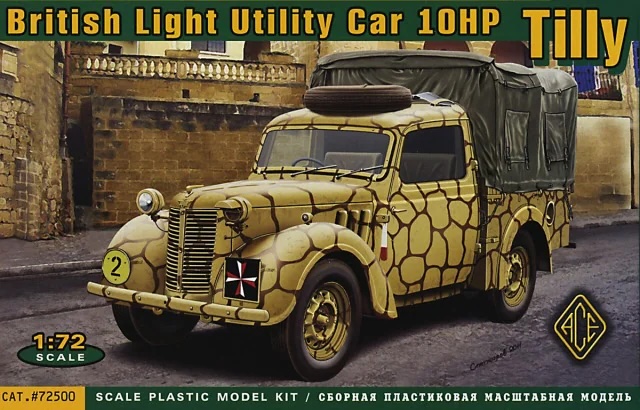 British Light Utility Car 10HP Tilly
2
1:72
SCALE
ACE
CAT.#72500
SCALE PLASTIC MODEL KIT / СБОРНАЯ ПЛАСТИКОВАЯ МАСШТАБНАЯ МОДЕЛЬ